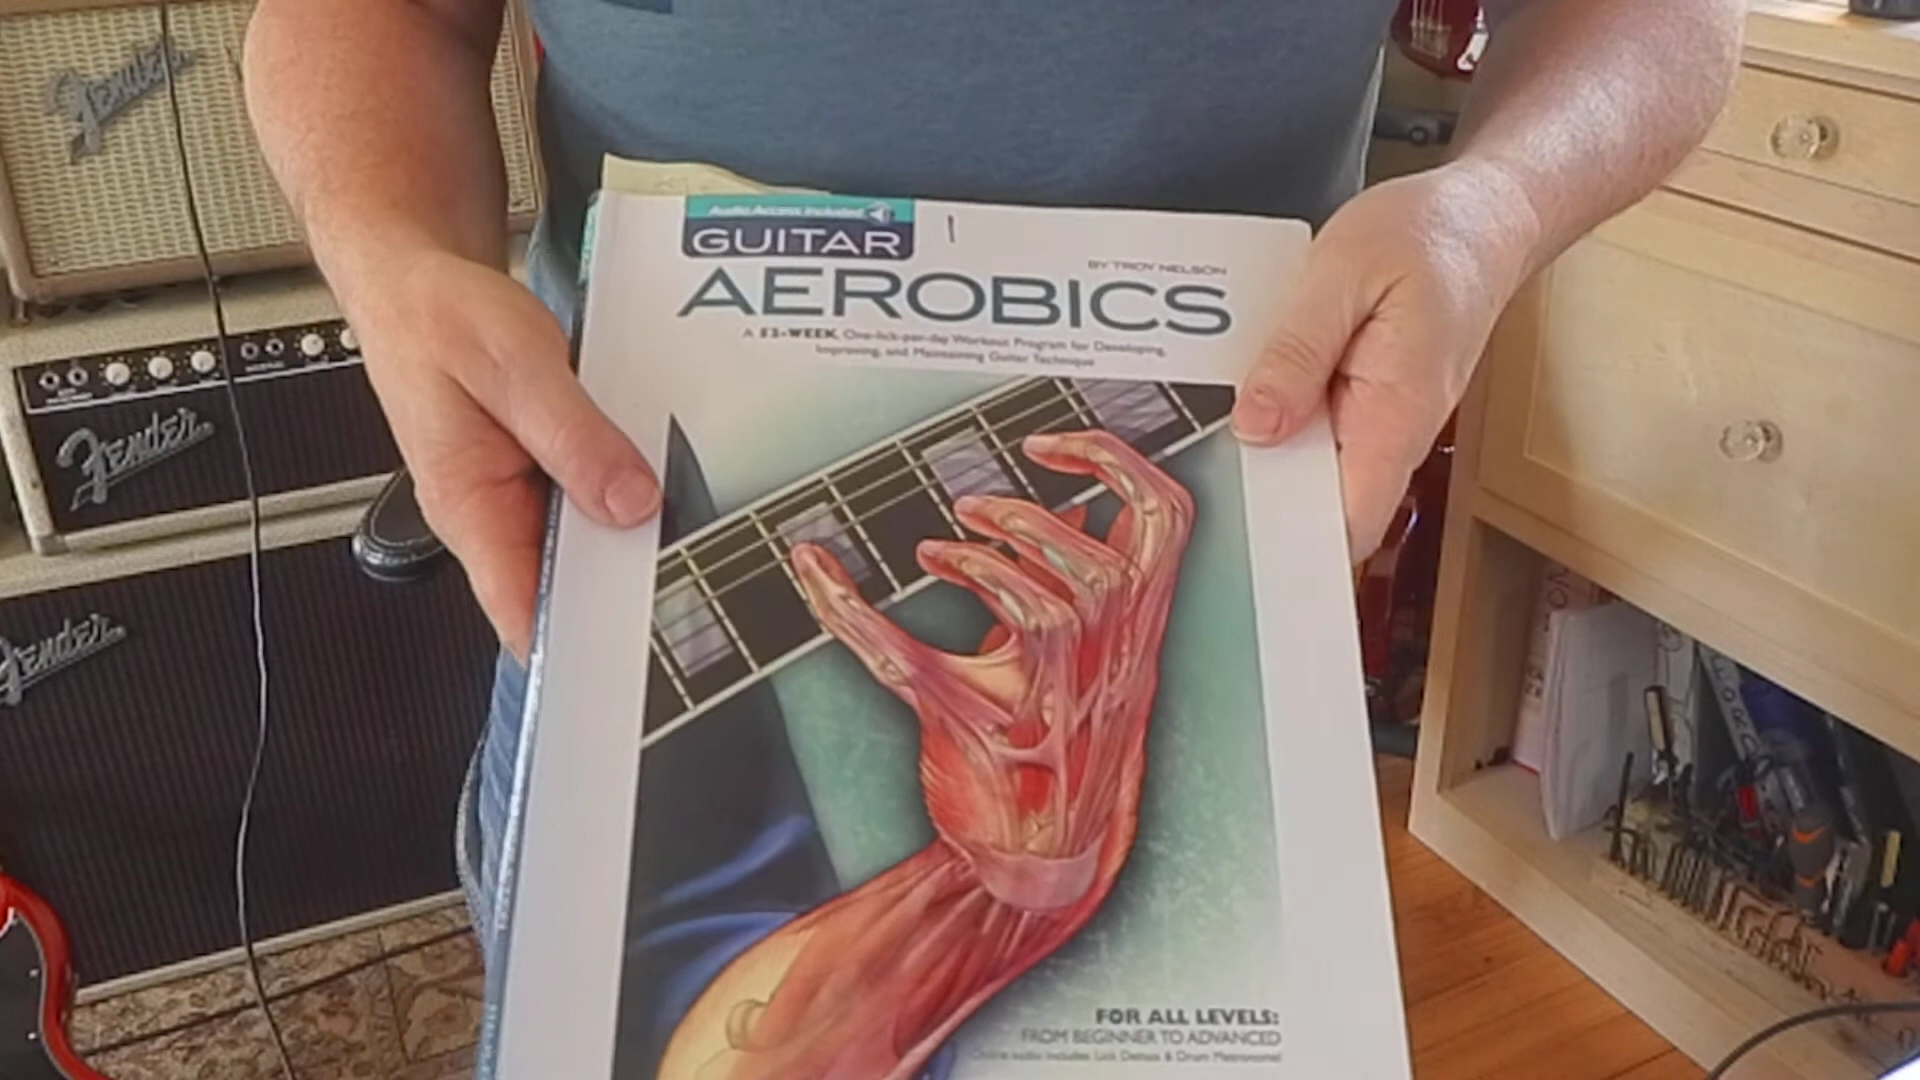 Fender
Fender
Fender
Audio Access Included
GUITAR
1
BY TROY NELSON
AEROBICS
A 52-WEEK, One-lick-per-day Workout Program for Developing,
Improving, and Maintaining Guitar Technique
FOR ALL LEVELS:
FROM BEGINNER TO ADVANCED
Online audio includes Lick Demos & Drum Metronome!